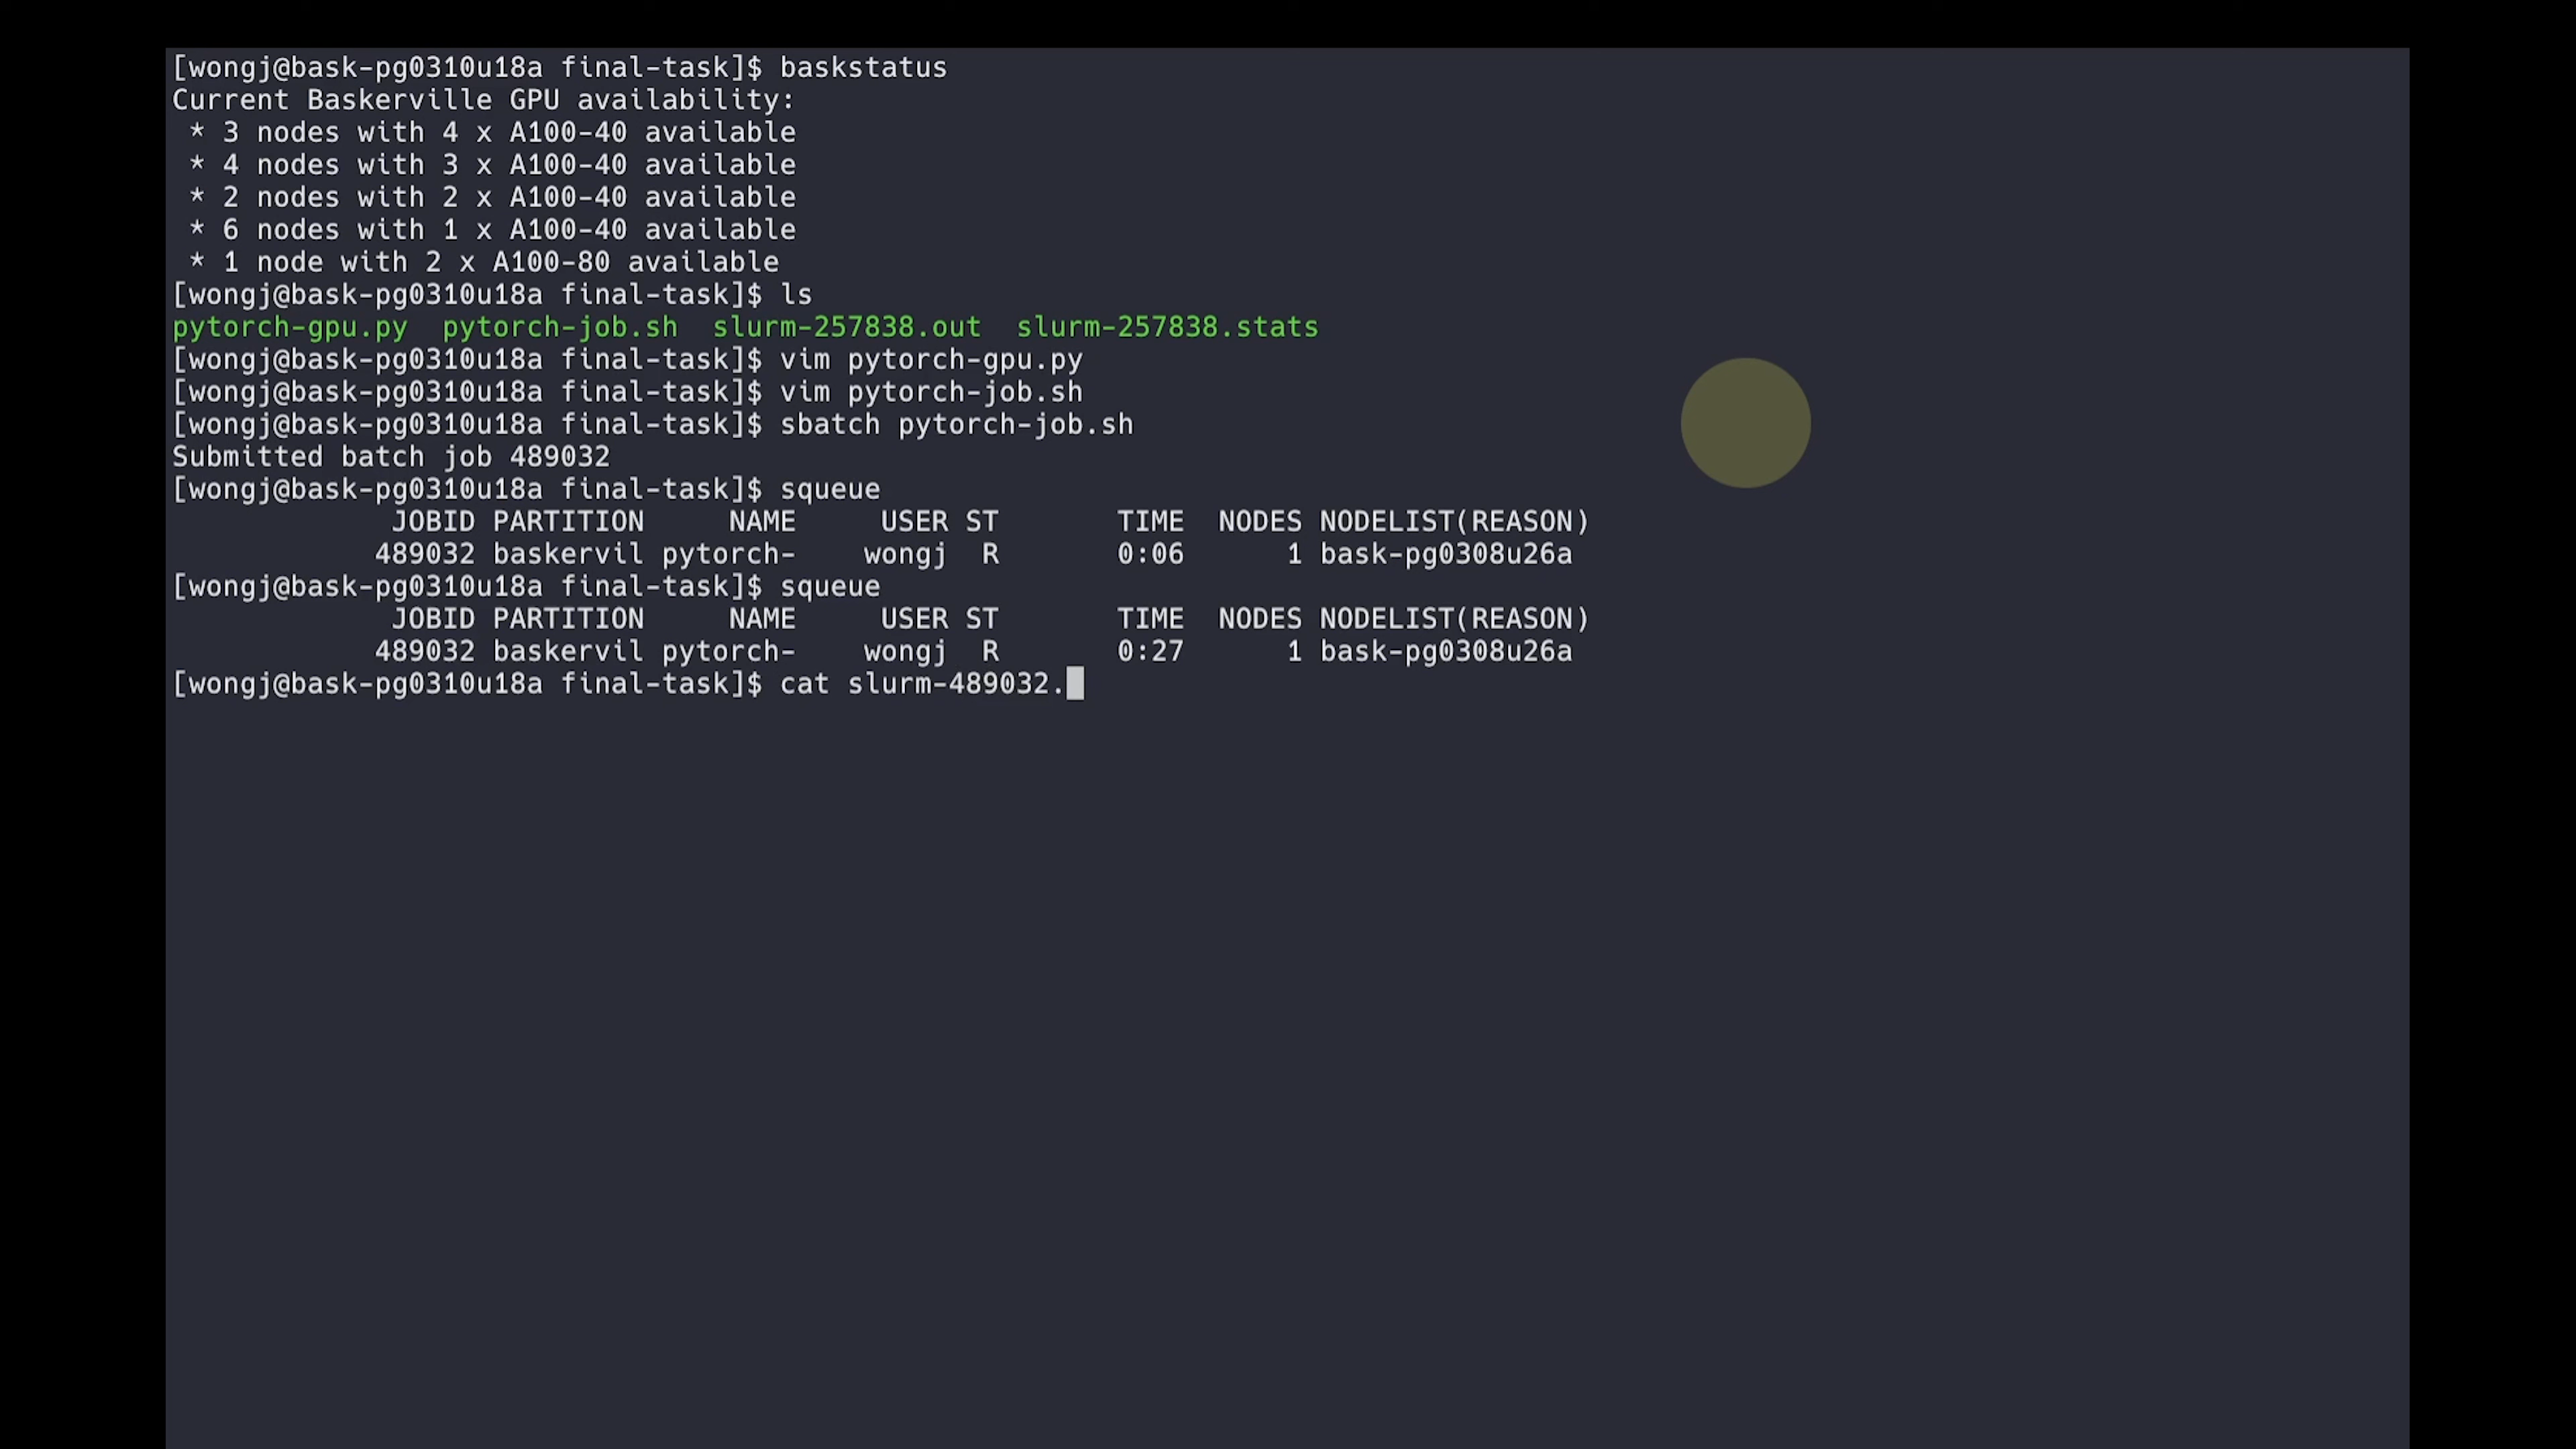 [wongj@bask-pg0310u18a final-task]$ baskstatus
Current Baskerville GPU availability:
* 3 nodes with 4 x A100-40 available
* 4 nodes with 3 x A100-40 available
* 2 nodes with 2 x A100-40 available
* 6 nodes with 1 x A100-40 available
* 1 node with 2 x A100-80 available
[wongj@bask-pg0310u18a final-task]$ ls
pytorch-gpu.py  pytorch-job.sh  slurm-257838.out  slurm-257838.stats
[wongj@bask-pg0310u18a final-task]$ vim pytorch-gpu.py
[wongj@bask-pg0310u18a final-task]$ vim pytorch-job.sh
[wongj@bask-pg0310u18a final-task]$ sbatch pytorch-job.sh
Submitted batch job 489032
[wongj@bask-pg0310u18a final-task]$ squeue
JOBID PARTITION     NAME     USER ST       TIME  NODES NODELIST(REASON)
489032 baskervil pytorch-    wongj  R       0:06      1 bask-pg0308u26a
[wongj@bask-pg0310u18a final-task]$ squeue
JOBID PARTITION     NAME     USER ST       TIME  NODES NODELIST(REASON)
489032 baskervil pytorch-    wongj  R       0:27      1 bask-pg0308u26a
[wongj@bask-pg0310u18a final-task]$ cat slurm-489032.